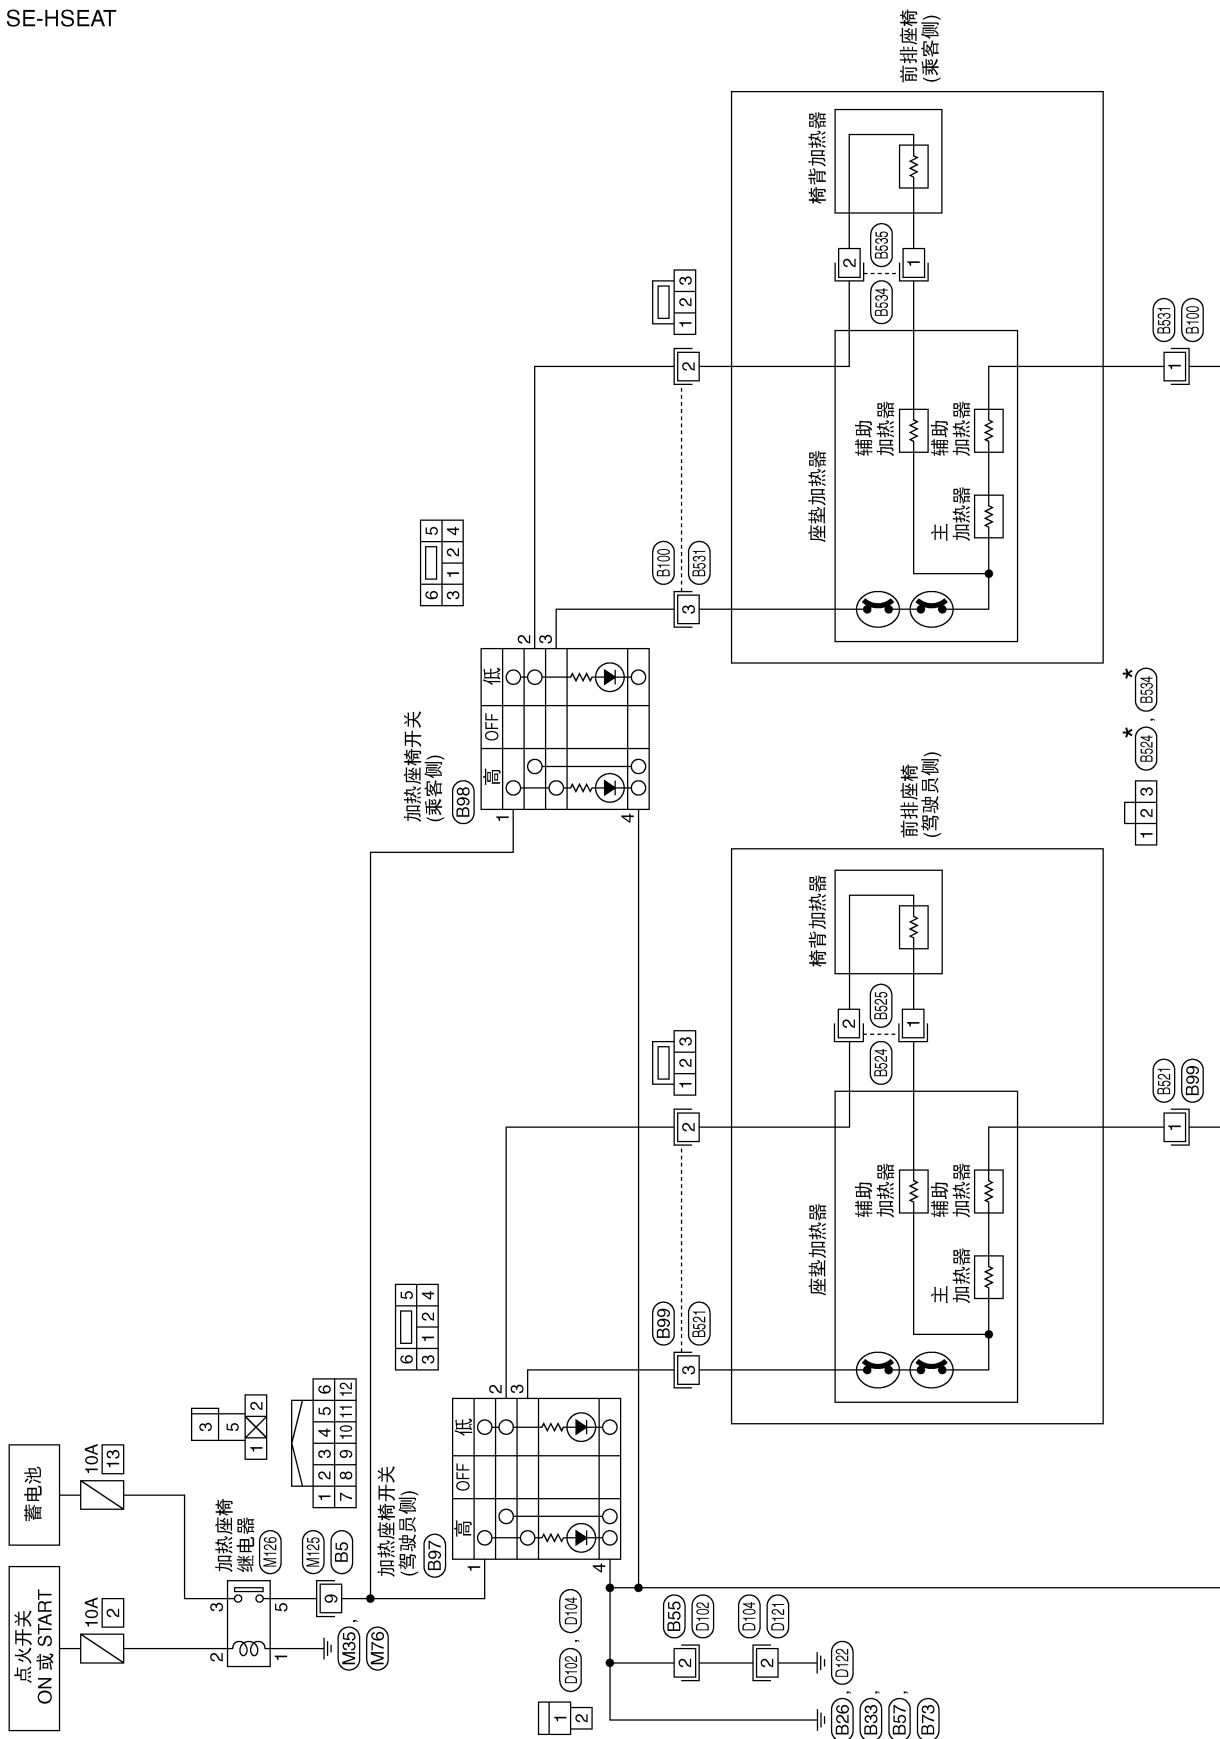 SE-HSEAT
点火开关
ON 或 START
蓄电池
10A
2
10A
13
加热座椅
继电器
M126
2
3
1
5
M35 ,
M76
9
M125
B5
3
5
1
2
1 2 3 4 5 6
7 8 9 10 11 12
加热座椅开关
(驾驶员侧)
B97
高
OFF
低
1
2
3
4
6
5
3 1 2 4
加热座椅开关
(乘客侧)
B98
高
OFF
低
1
2
3
4
6
5
3 1 2 4
B99
B521
3
2
1 2 3
B100
B531
3
2
1 2 3
前排座椅
(驾驶员侧)
座垫加热器
椅背加热器
主
加热器
辅助
加热器
辅助
加热器
B524
B525
2
1
B521
B99
1
前排座椅
(乘客侧)
座垫加热器
椅背加热器
主
加热器
辅助
加热器
辅助
加热器
B534
B535
2
1
B531
B100
1
1 2 3
B524 * , B534 *
1
2
D102 , D104
2
B55
D102
2
D104
D121
D122
B26 ,
B33 ,
B57 ,
B73